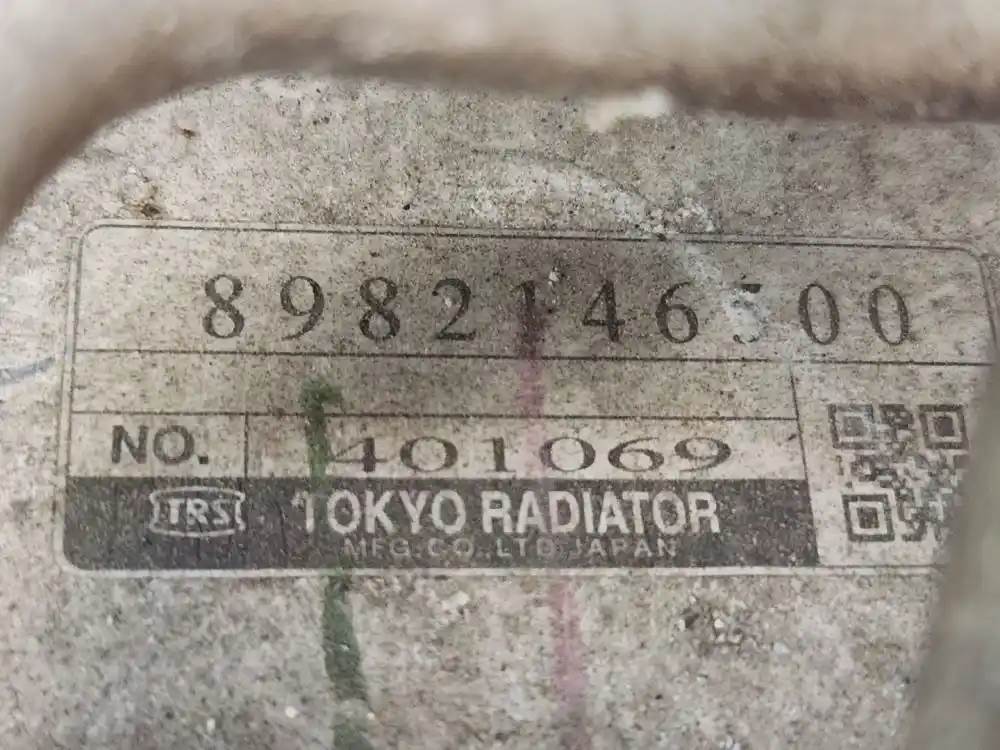 8982146500
NO. 401069
TRS TOKYO RADIATOR
MFG.CO.,LTD.JAPAN